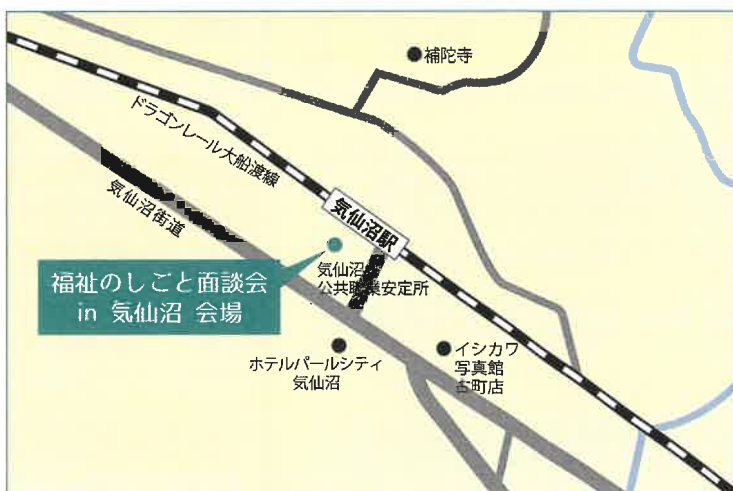 補陀寺
ドラゴンレール大船渡線
気仙沼街道
気仙沼駅
気仙沼
公共職業安定所
福祉のしごと面談会
in 気仙沼 会場
ホテルパールシティ
気仙沼
イシカワ
写真館
古町店